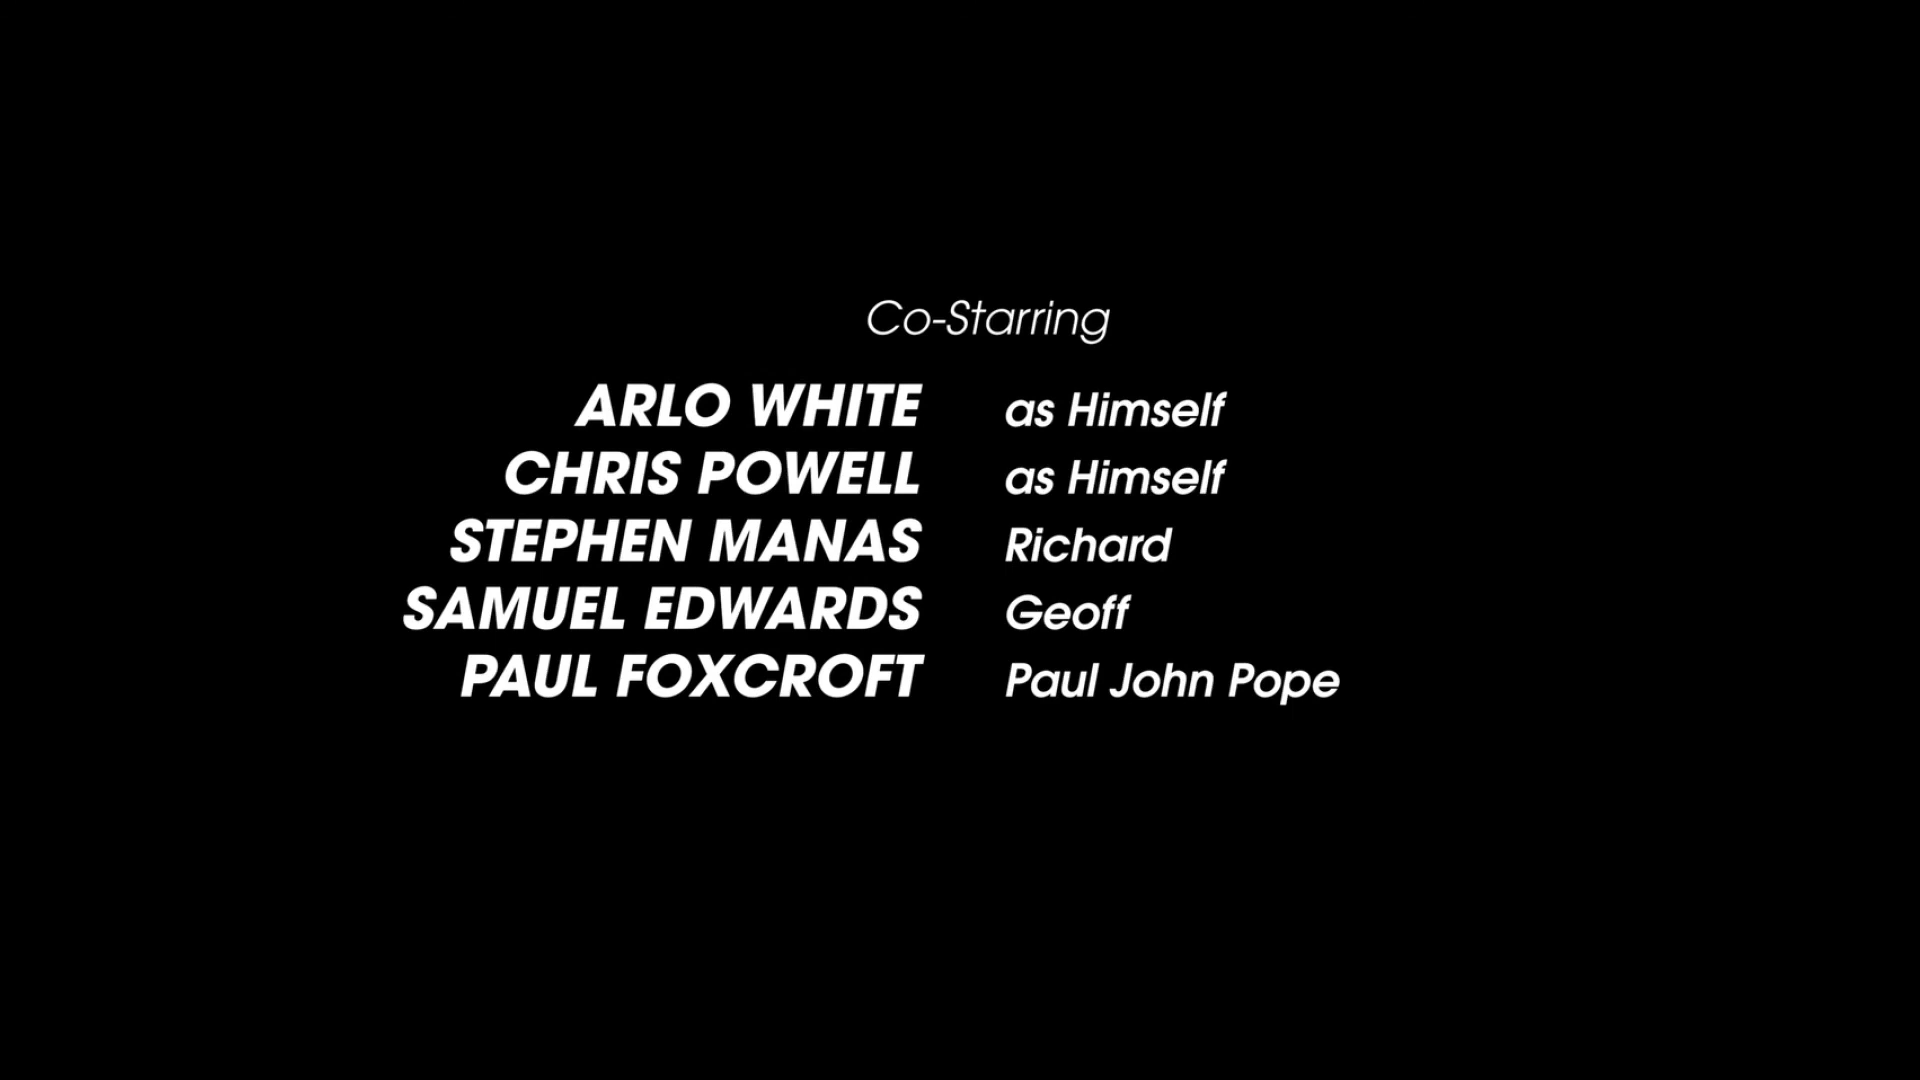 Co-Starring
ARLO WHITE as Himself
CHRIS POWELL as Himself
STEPHEN MANAS Richard
SAMUEL EDWARDS Geoff
PAUL FOXCROFT Paul John Pope